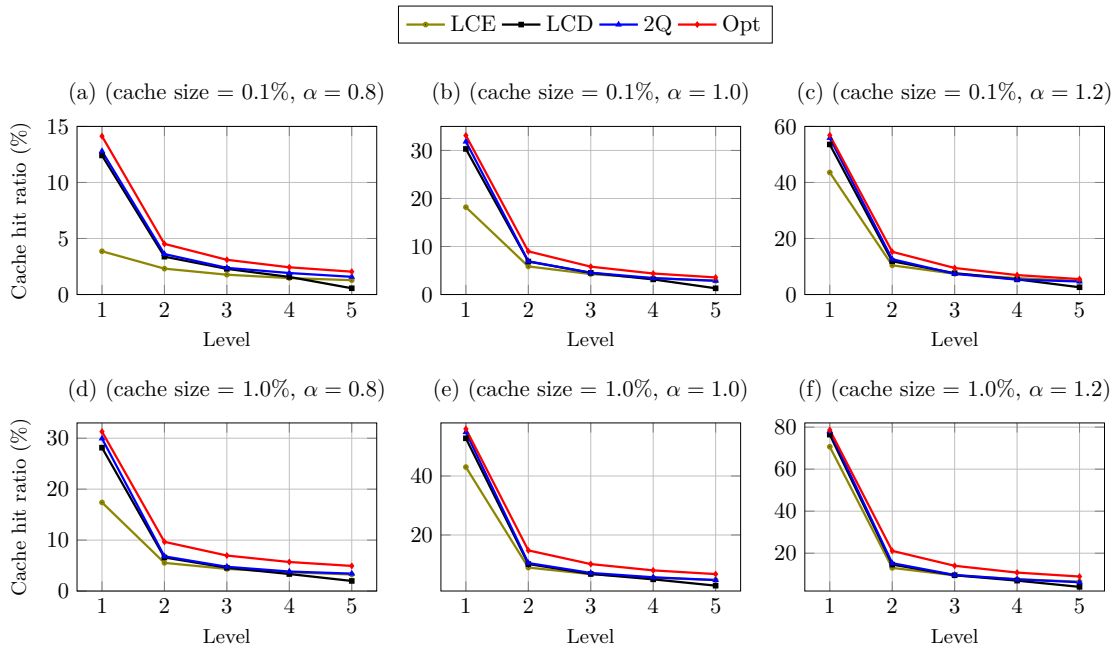 LCE LCD 2Q Opt
(a) (cache size = 0.1%, α = 0.8)
(b) (cache size = 0.1%, α = 1.0)
(c) (cache size = 0.1%, α = 1.2)
Cache hit ratio (%)
15
10
5
0
1 2 3 4 5
Level
30
20
10
0
1 2 3 4 5
Level
60
40
20
0
1 2 3 4 5
Level
(d) (cache size = 1.0%, α = 0.8)
(e) (cache size = 1.0%, α = 1.0)
(f) (cache size = 1.0%, α = 1.2)
Cache hit ratio (%)
30
20
10
0
1 2 3 4 5
Level
40
20
1 2 3 4 5
Level
80
60
40
20
1 2 3 4 5
Level